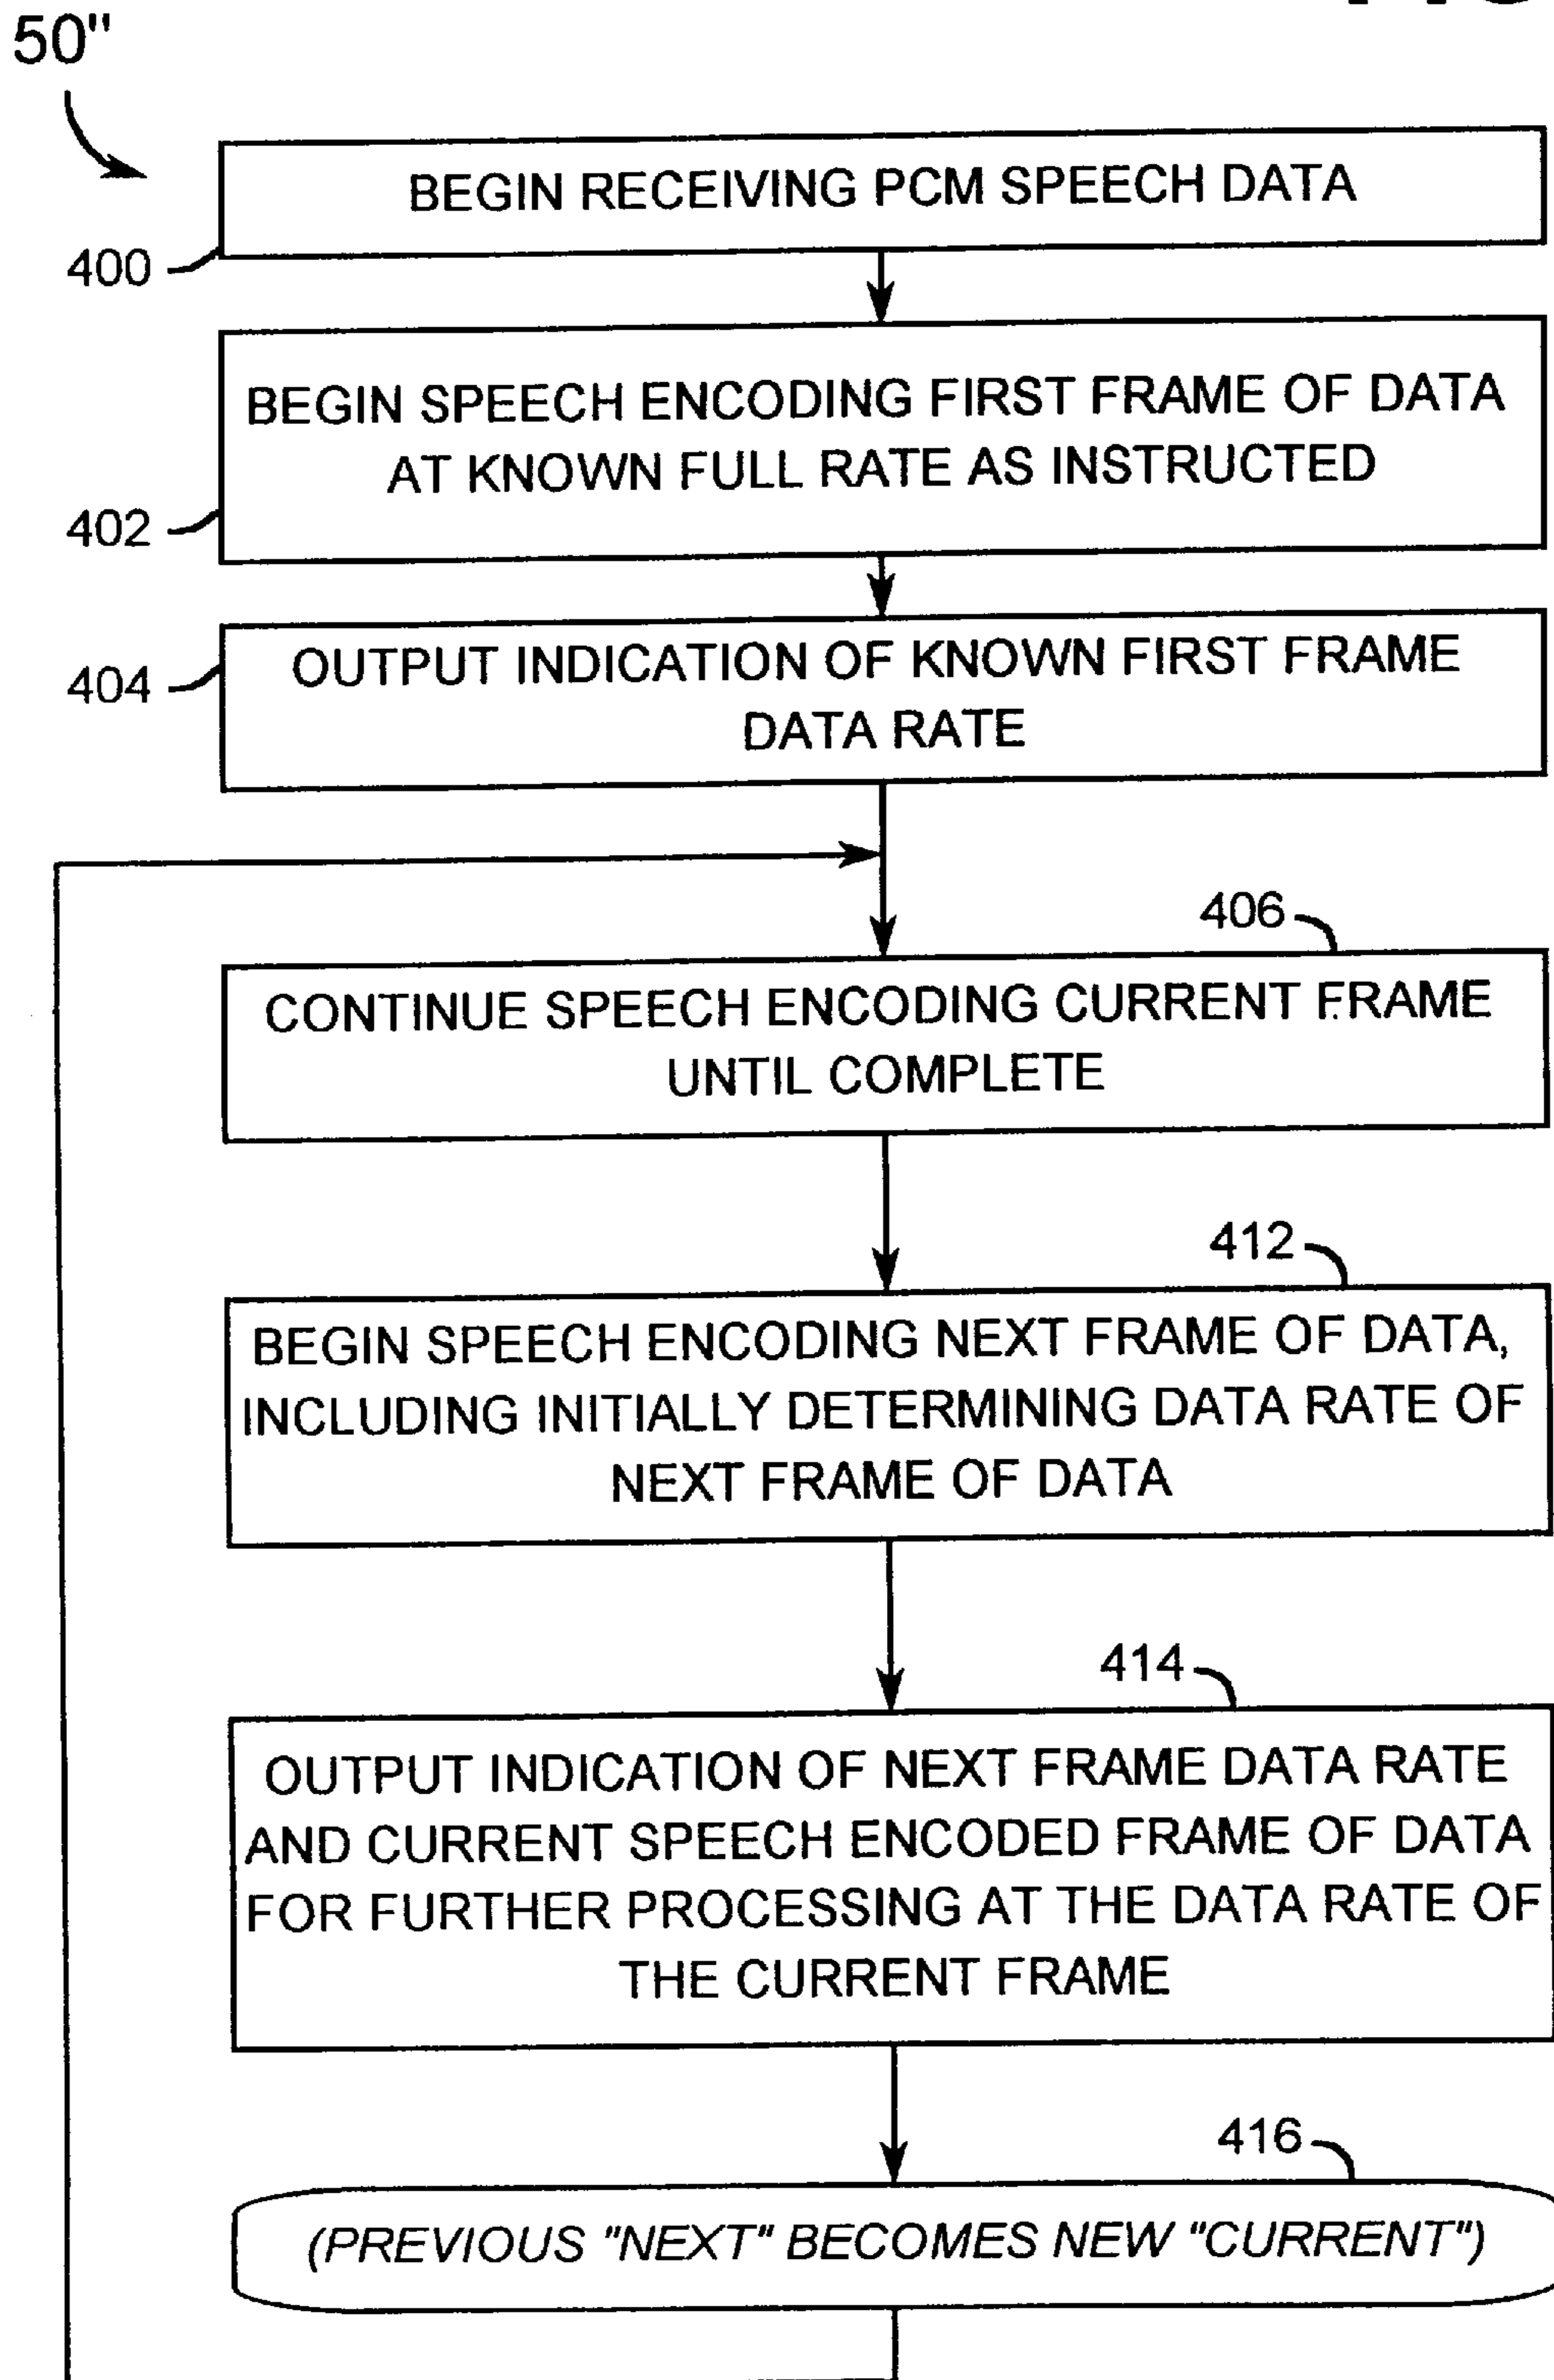 50"
BEGIN RECEIVING PCM SPEECH DATA
400
BEGIN SPEECH ENCODING FIRST FRAME OF DATA
AT KNOWN FULL RATE AS INSTRUCTED
402
OUTPUT INDICATION OF KNOWN FIRST FRAME
DATA RATE
404
406
CONTINUE SPEECH ENCODING CURRENT FRAME
UNTIL COMPLETE
412
BEGIN SPEECH ENCODING NEXT FRAME OF DATA,
INCLUDING INITIALLY DETERMINING DATA RATE OF
NEXT FRAME OF DATA
414
OUTPUT INDICATION OF NEXT FRAME DATA RATE
AND CURRENT SPEECH ENCODED FRAME OF DATA
FOR FURTHER PROCESSING AT THE DATA RATE OF
THE CURRENT FRAME
416
(PREVIOUS "NEXT" BECOMES NEW "CURRENT")